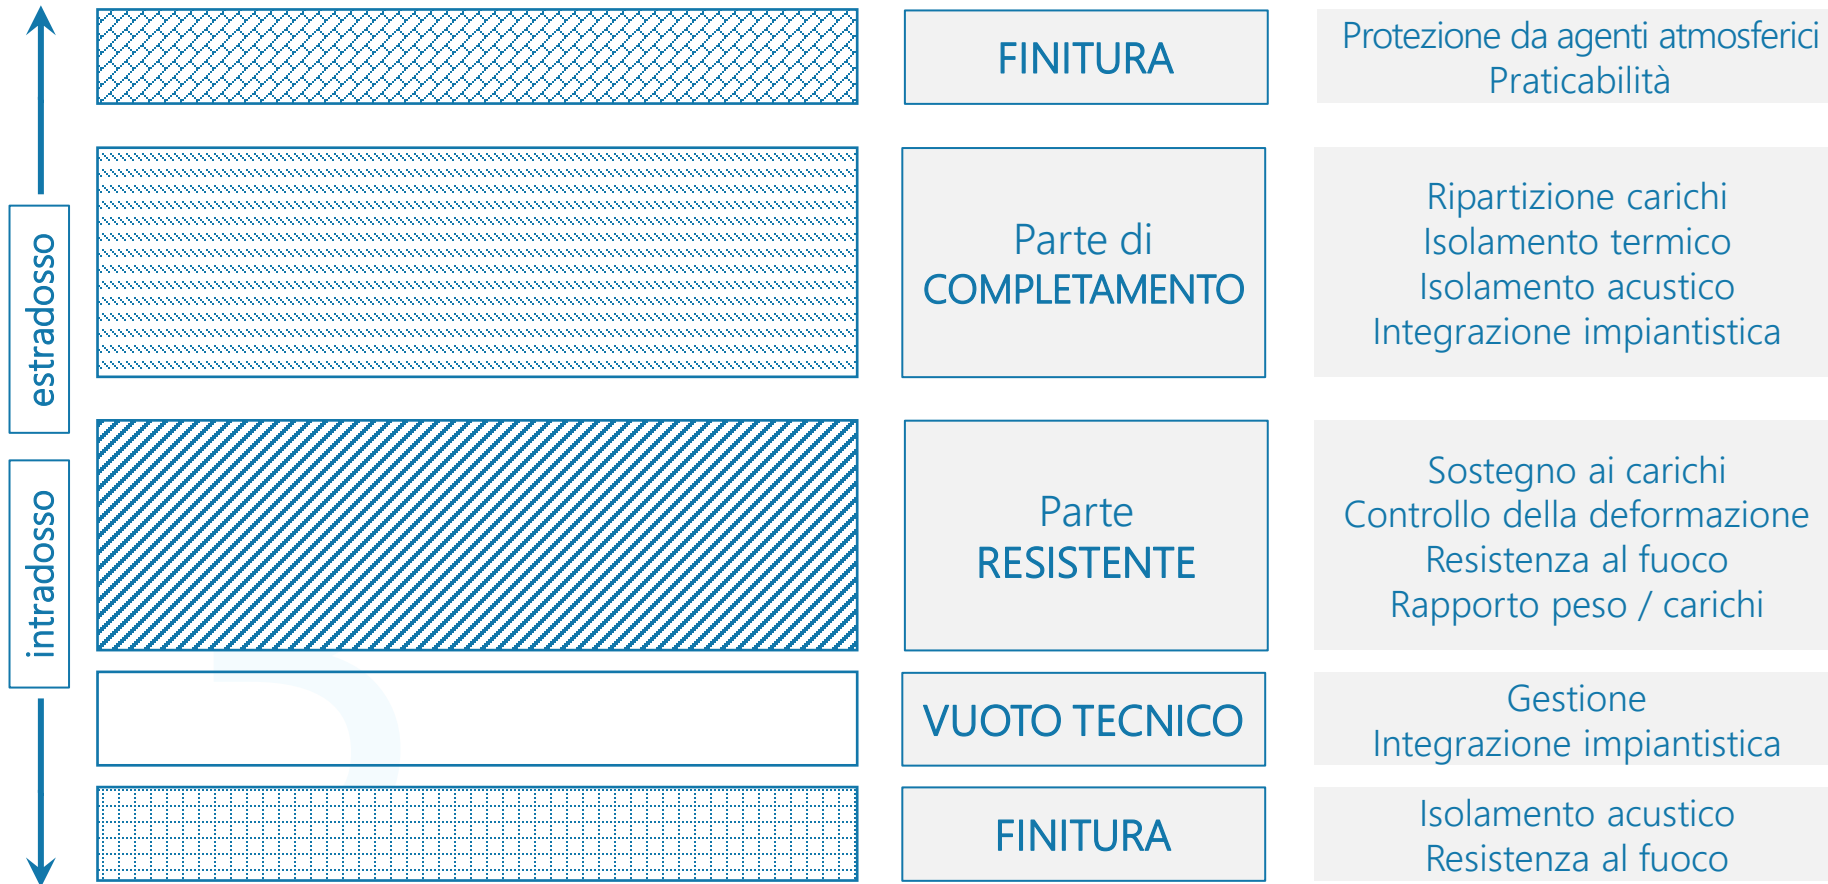 FINITURA
Protezione da agenti atmosferici
Praticabilità
estradosso
Parte di
COMPLETAMENTO
Ripartizione carichi
Isolamento termico
Isolamento acustico
Integrazione impiantistica
intradosso
Parte
RESISTENTE
Sostegno ai carichi
Controllo della deformazione
Resistenza al fuoco
Rapporto peso / carichi
VUOTO TECNICO
Gestione
Integrazione impiantistica
FINITURA
Isolamento acustico
Resistenza al fuoco